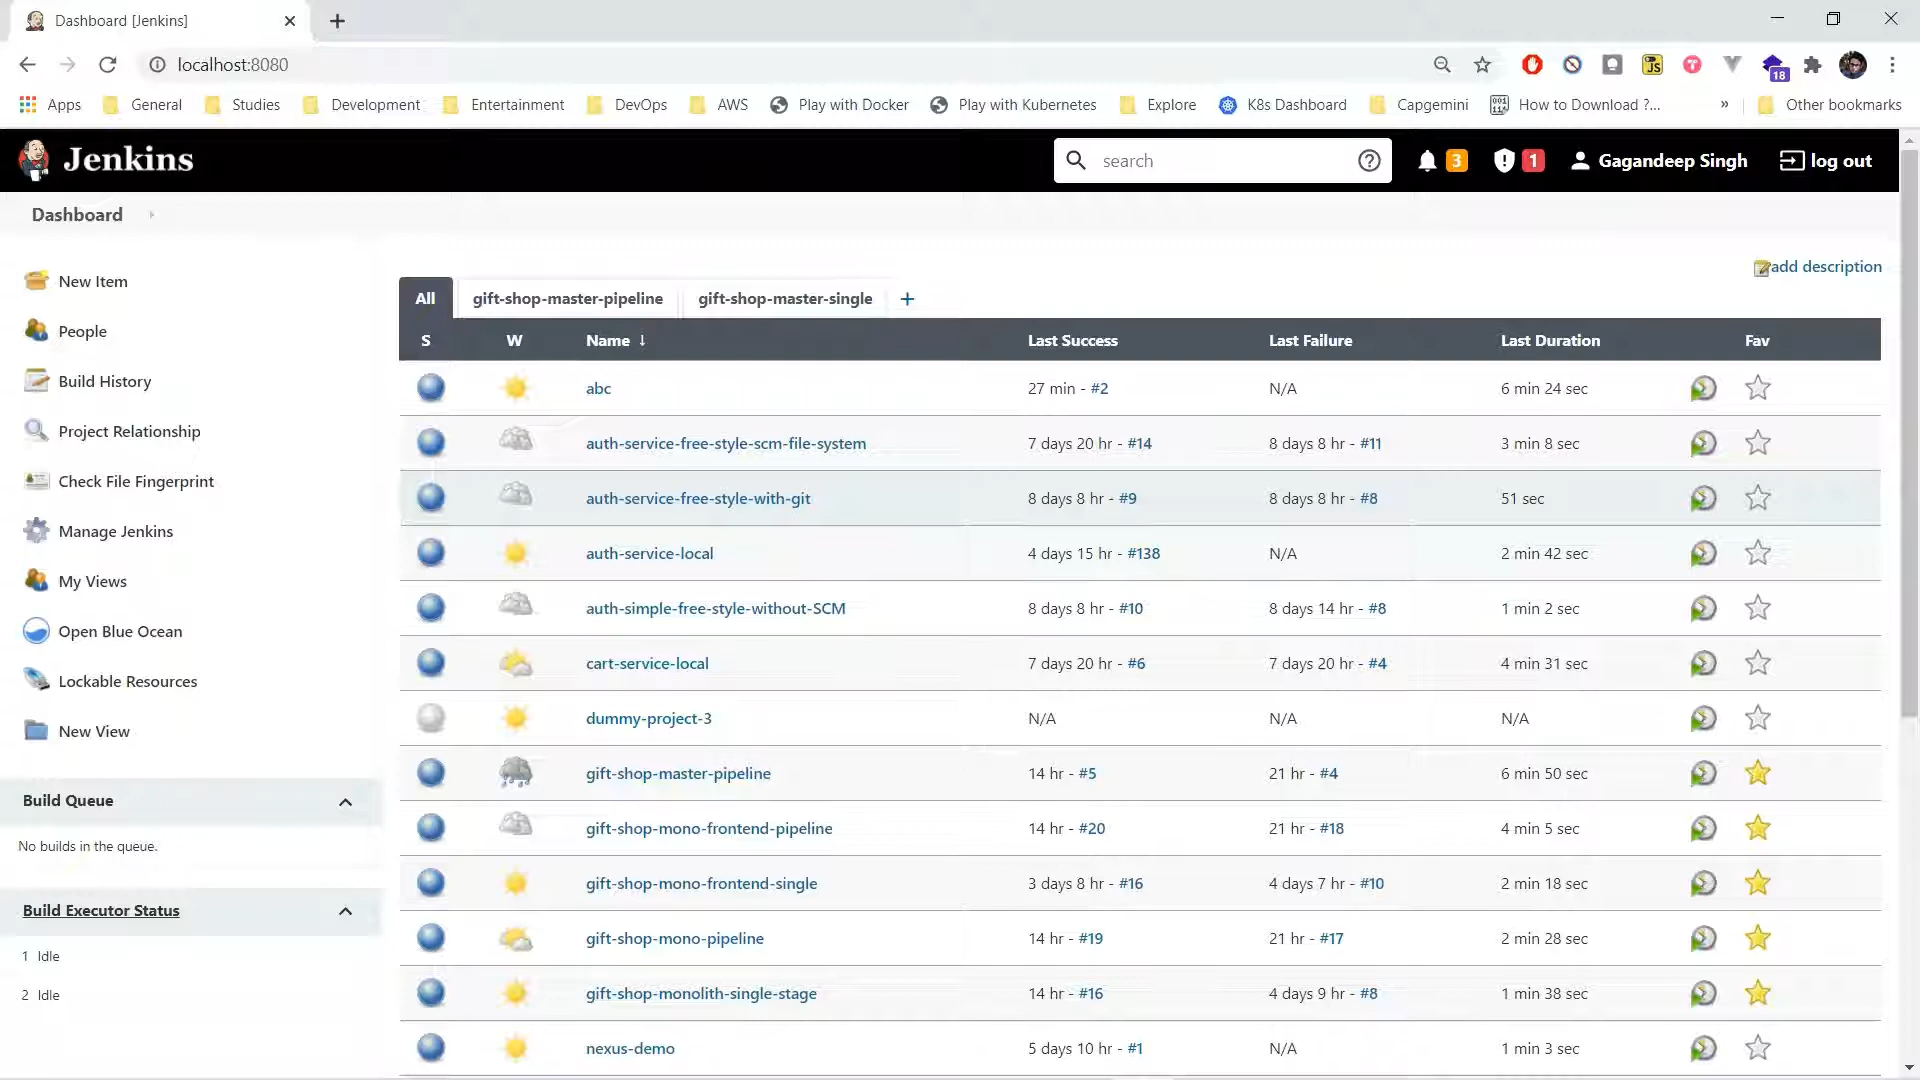 Dashboard [Jenkins]
localhost:8080
18
Apps General Studies Development Entertainment DevOps AWS Play with Docker Play with Kubernetes Explore K8s Dashboard Capgemini How to Download ?... » Other bookmarks
Jenkins search 3 1 Gagandeep Singh log out
Dashboard
add description
New Item
People
Build History
Project Relationship
Check File Fingerprint
Manage Jenkins
My Views
Open Blue Ocean
Lockable Resources
New View
Build Queue
No builds in the queue.
Build Executor Status
1 Idle
2 Idle
All gift-shop-master-pipeline gift-shop-master-single +
S W Name ↓ Last Success Last Failure Last Duration Fav
abc 27 min - #2 N/A 6 min 24 sec
auth-service-free-style-scm-file-system 7 days 20 hr - #14 8 days 8 hr - #11 3 min 8 sec
auth-service-free-style-with-git 8 days 8 hr - #9 8 days 8 hr - #8 51 sec
auth-service-local 4 days 15 hr - #138 N/A 2 min 42 sec
auth-simple-free-style-without-SCM 8 days 8 hr - #10 8 days 14 hr - #8 1 min 2 sec
cart-service-local 7 days 20 hr - #6 7 days 20 hr - #4 4 min 31 sec
dummy-project-3 N/A N/A N/A
gift-shop-master-pipeline 14 hr - #5 21 hr - #4 6 min 50 sec
gift-shop-mono-frontend-pipeline 14 hr - #20 21 hr - #18 4 min 5 sec
gift-shop-mono-frontend-single 3 days 8 hr - #16 4 days 7 hr - #10 2 min 18 sec
gift-shop-mono-pipeline 14 hr - #19 21 hr - #17 2 min 28 sec
gift-shop-monolith-single-stage 14 hr - #16 4 days 9 hr - #8 1 min 38 sec
nexus-demo 5 days 10 hr - #1 N/A 1 min 3 sec